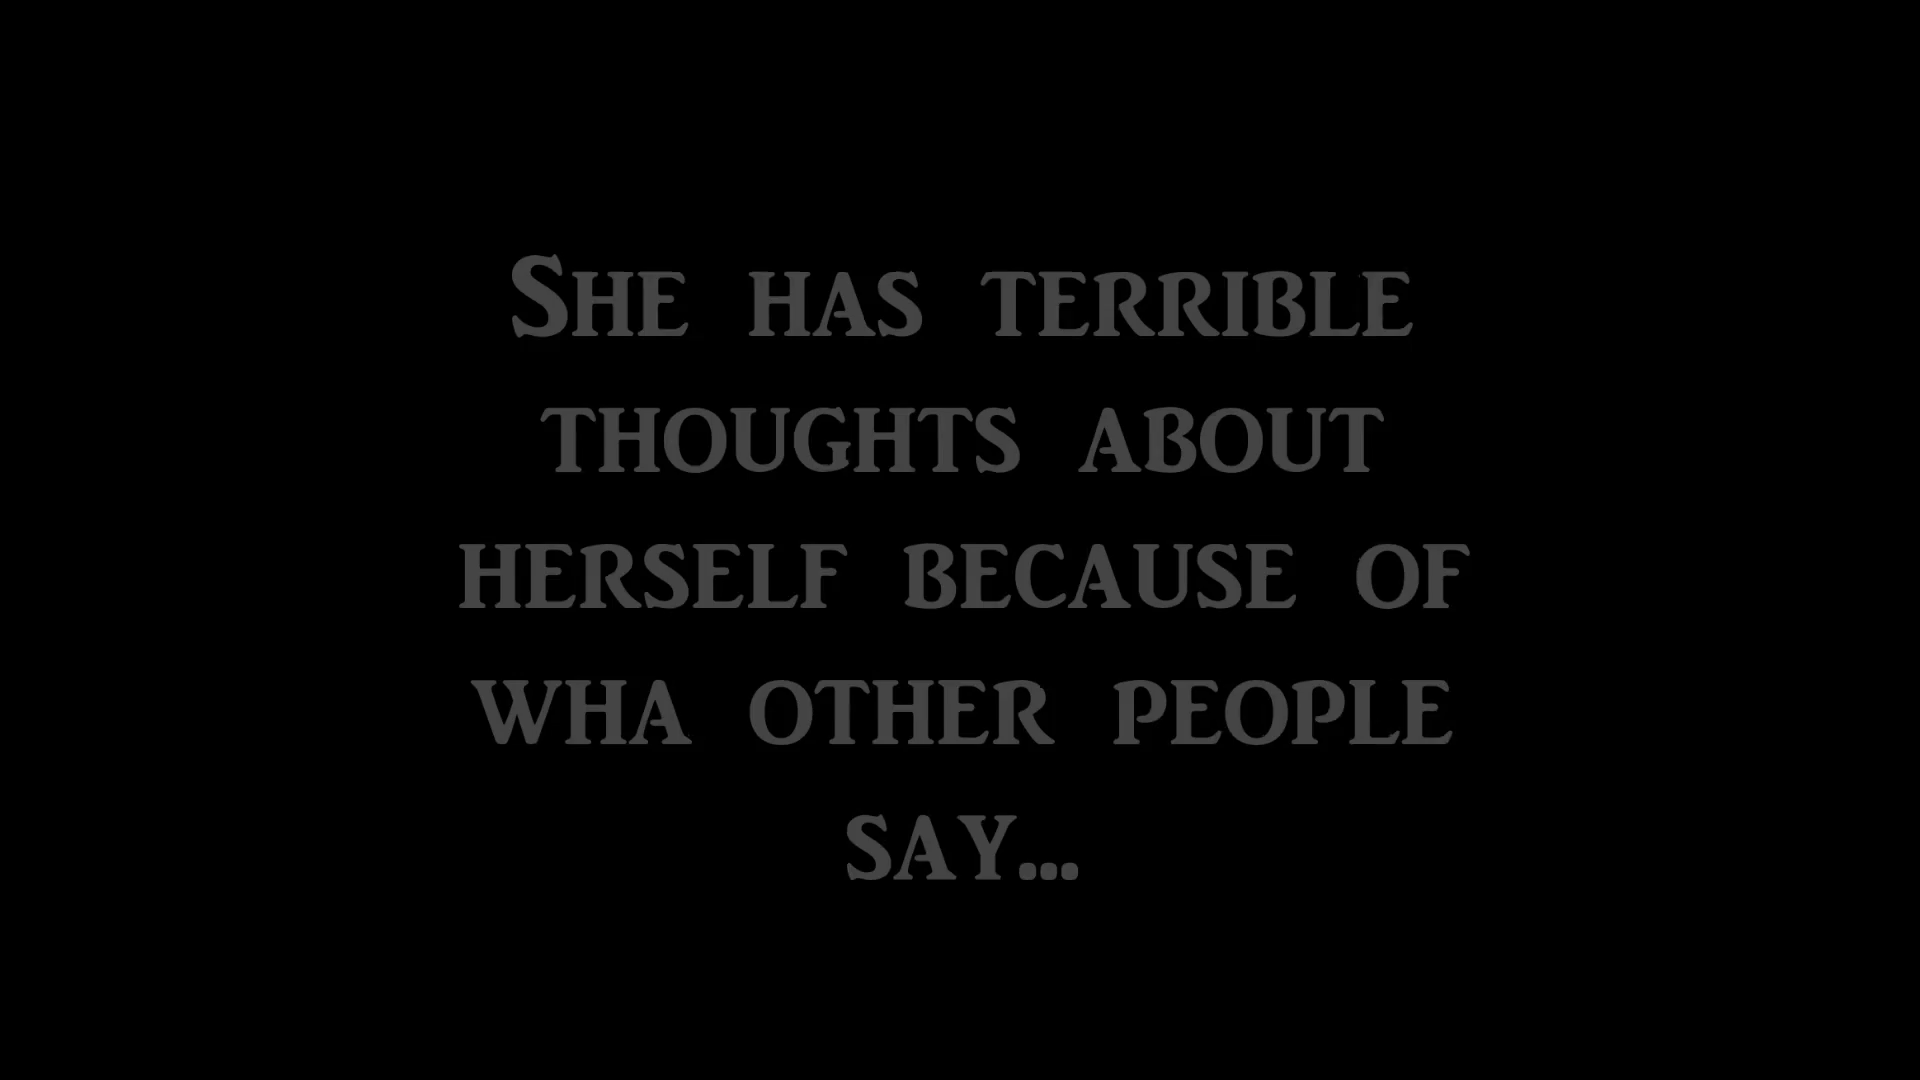 She has terrible
thoughts about
herself because of
wha other people
say...